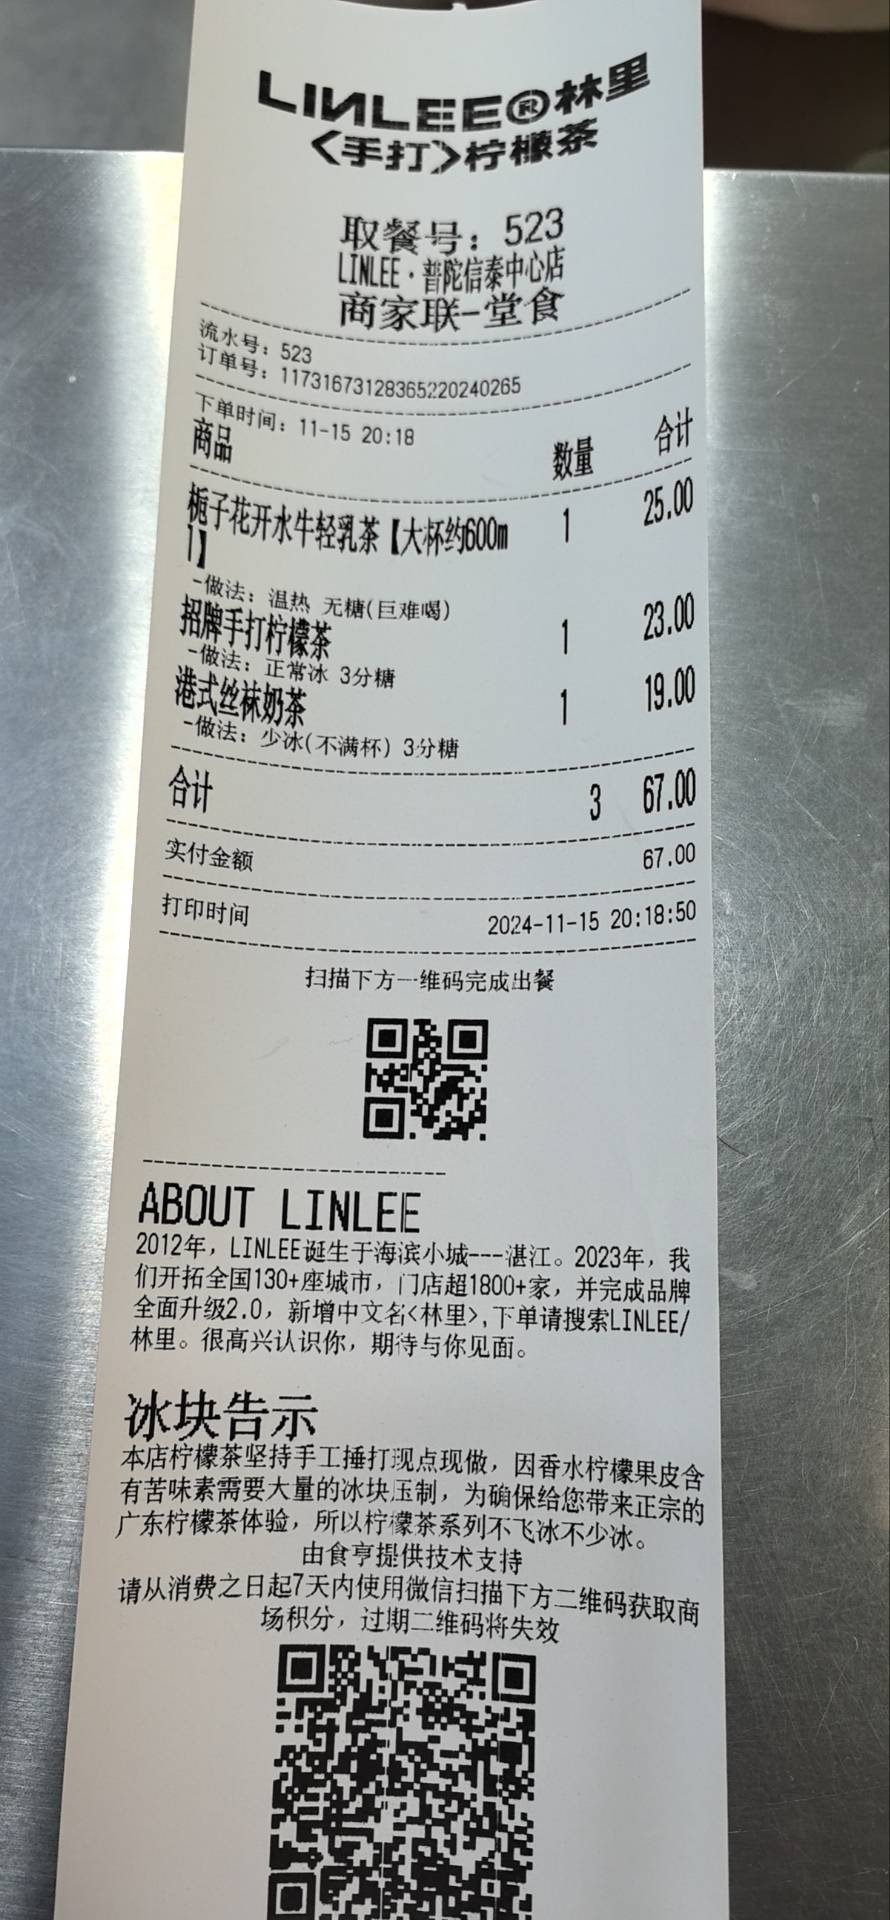 LINLEE®林里
<手打>柠檬茶
取餐号：523
LINLEE·普陀信泰中心店
商家联-堂食
流水号：523
订单号：11731673128365220240265
下单时间：11-15 20:18
商品 数量 合计
栀子花开水牛轻乳茶【大杯约600m 1 25.00
l】
-做法：温热 无糖(巨难喝)
招牌手打柠檬茶 1 23.00
-做法：正常冰 3分糖
港式丝袜奶茶 1 19.00
-做法：少冰(不满杯) 3分糖
合计 3 67.00
实付金额 67.00
打印时间 2024-11-15 20:18:50
扫描下方一维码完成出餐
ABOUT LINLEE
2012年，LINLEE诞生于海滨小城---湛江。2023年，我
们开拓全国130+座城市，门店超1800+家，并完成品牌
全面升级2.0，新增中文名<林里>,下单请搜索LINLEE/
林里。很高兴认识你，期待与你见面。
冰块告示
本店柠檬茶坚持手工捶打现点现做，因香水柠檬果皮含
有苦味素需要大量的冰块压制，为确保给您带来正宗的
广东柠檬茶体验，所以柠檬茶系列不飞冰不少冰。
由食亨提供技术支持
请从消费之日起7天内使用微信扫描下方二维码获取商
场积分，过期二维码将失效